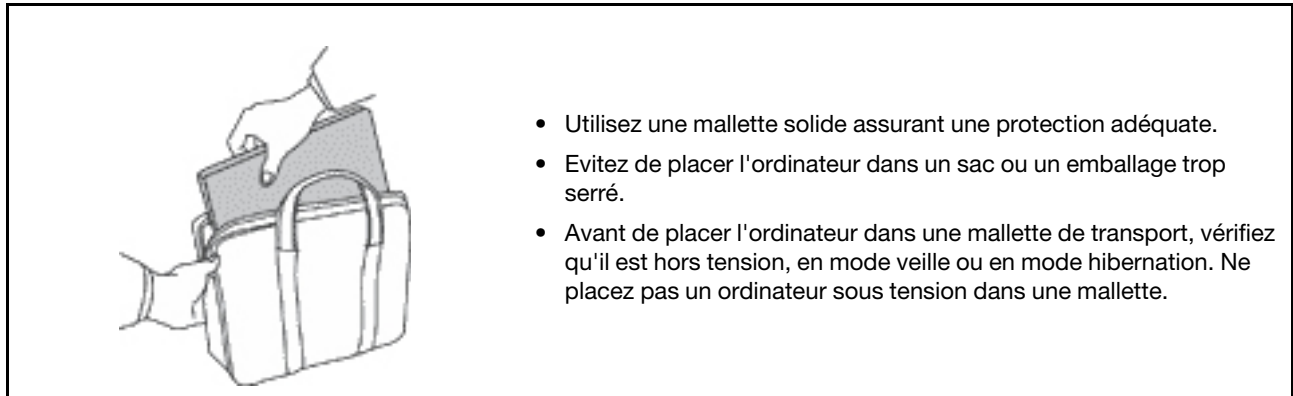 • Utilisez une mallette solide assurant une protection adéquate.
• Evitez de placer l'ordinateur dans un sac ou un emballage trop
serré.
• Avant de placer l'ordinateur dans une mallette de transport, vérifiez
qu'il est hors tension, en mode veille ou en mode hibernation. Ne
placez pas un ordinateur sous tension dans une mallette.